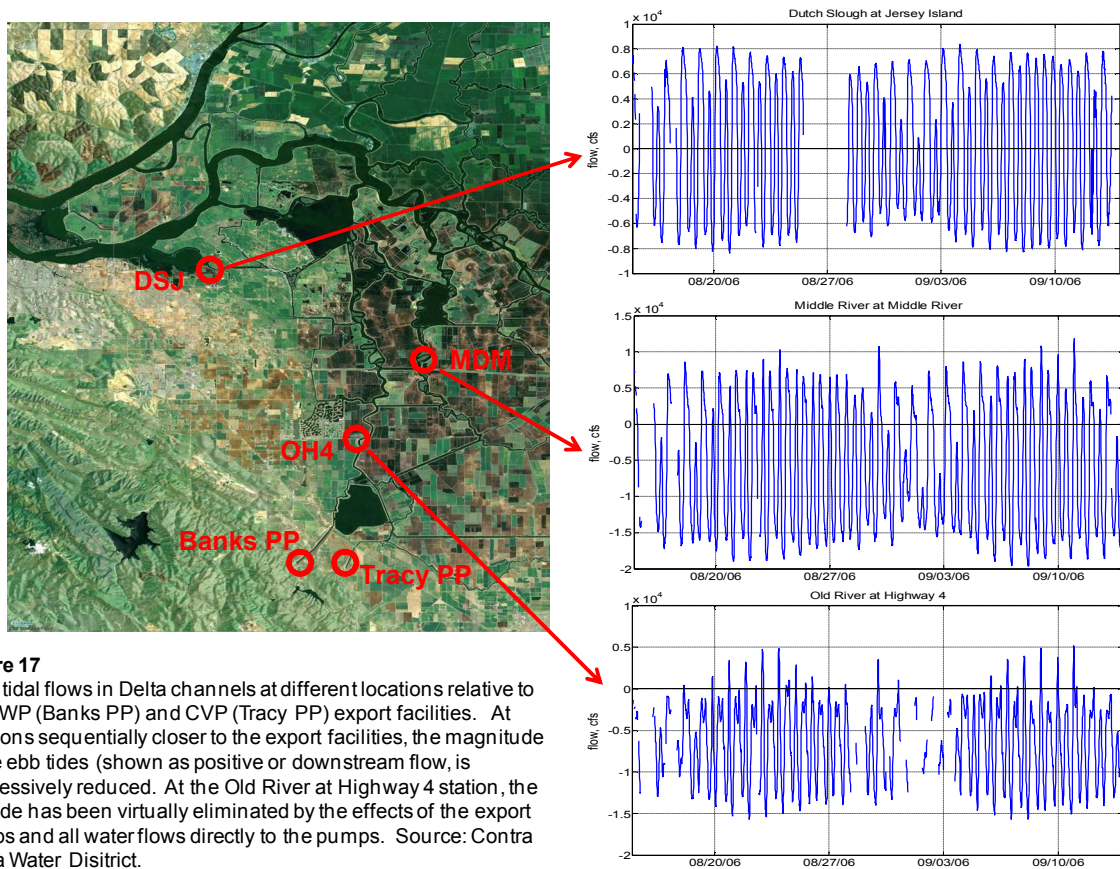 Dutch Slough at Jersey Island
x 10⁴
1
0.8
0.6
0.4
0.2
0
-0.2
-0.4
-0.6
-0.8
-1
flow, cfs
08/20/06 08/27/06 09/03/06 09/10/06
DSJ
MDM
OH4
Banks PP
Tracy PP
Middle River at Middle River
x 10⁴
1.5
1
0.5
0
-0.5
-1
-1.5
-2
flow, cfs
08/20/06 08/27/06 09/03/06 09/10/06
Old River at Highway 4
x 10⁴
1
0.5
0
-0.5
-1
-1.5
-2
flow, cfs
08/20/06 08/27/06 09/03/06 09/10/06
re 17
tidal flows in Delta channels at different locations relative to
WP (Banks PP) and CVP (Tracy PP) export facilities. At
ons sequentially closer to the export facilities, the magnitude
e ebb tides (shown as positive or downstream flow, is
ressively reduced. At the Old River at Highway 4 station, the
de has been virtually eliminated by the effects of the export
os and all water flows directly to the pumps. Source: Contra
a Water Disitrict.